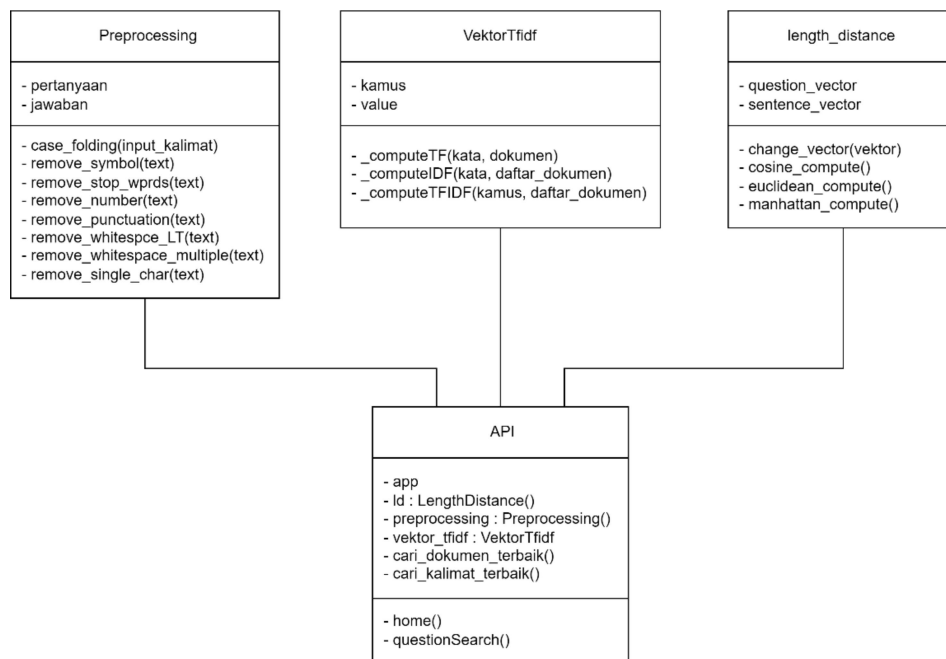 Preprocessing
- pertanyaan
- jawaban
- case_folding(input_kalimat)
- remove_symbol(text)
- remove_stop_wprds(text)
- remove_number(text)
- remove_punctuation(text)
- remove_whitespce_LT(text)
- remove_whitespace_multiple(text)
- remove_single_char(text)
VektorTfidf
- kamus
- value
- _computeTF(kata, dokumen)
- _computeIDF(kata, daftar_dokumen)
- _computeTFIDF(kamus, daftar_dokumen)
length_distance
- question_vector
- sentence_vector
- change_vector(vektor)
- cosine_compute()
- euclidean_compute()
- manhattan_compute()
API
- app
- ld : LengthDistance()
- preprocessing : Preprocessing()
- vektor_tfidf : VektorTfidf
- cari_dokumen_terbaik()
- cari_kalimat_terbaik()
- home()
- questionSearch()